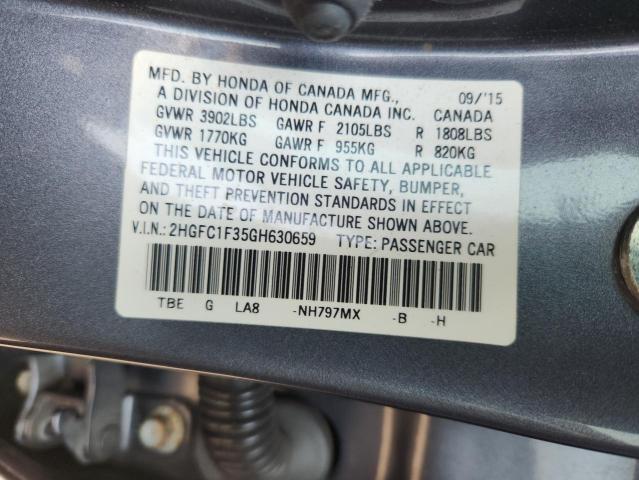 MFD. BY HONDA OF CANADA MFG., 09/'15
A DIVISION OF HONDA CANADA INC. CANADA
GVWR 3902LBS GAWR F 2105LBS R 1808LBS
GVWR 1770KG GAWR F 955KG R 820KG
THIS VEHICLE CONFORMS TO ALL APPLICABLE
FEDERAL MOTOR VEHICLE SAFETY, BUMPER,
AND THEFT PREVENTION STANDARDS IN EFFECT
ON THE DATE OF MANUFACTURE SHOWN ABOVE.
V.I.N.: 2HGFC1F35GH630659 TYPE: PASSENGER CAR
TBE G LA8 -NH797MX -B -H